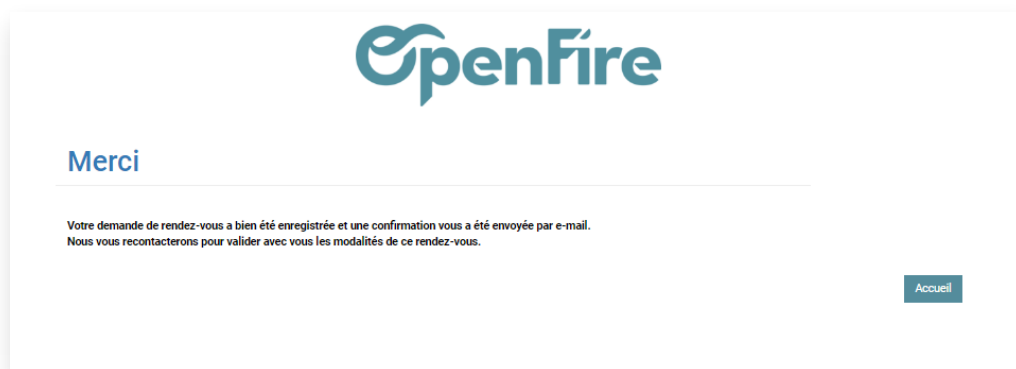 OpenFire
Merci
Votre demande de rendez-vous a bien été enregistrée et une confirmation vous a été envoyée par e-mail.
Nous vous recontacterons pour valider avec vous les modalités de ce rendez-vous.
Accueil